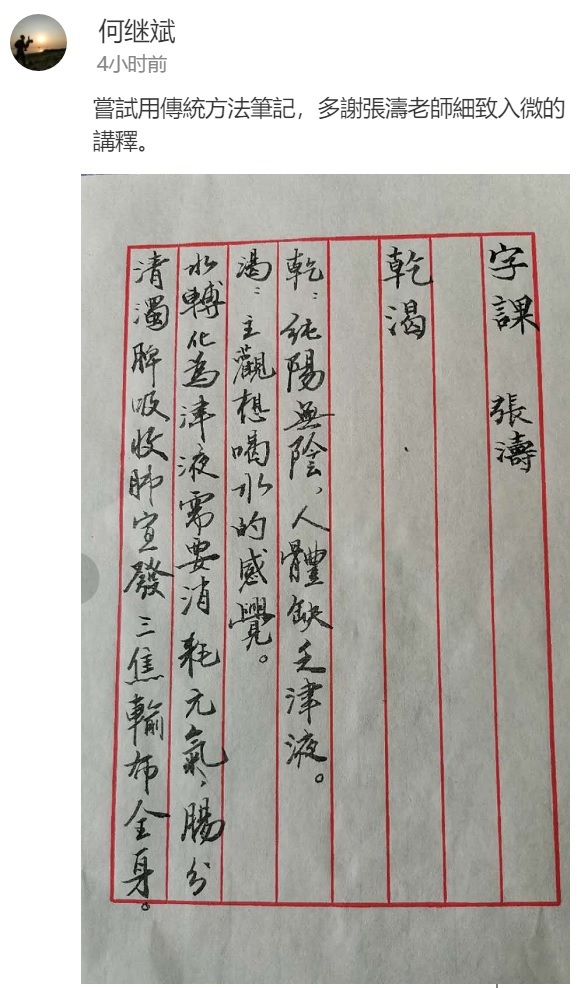 何继斌
4小时前
嘗試用傳統方法筆記，多謝張濤老師細致入微的
講釋。
字課 張濤
乾渴
乾：純陽無陰，人體缺乏津液。
渴：主觀想喝水的感覺。
水轉化為津液需要消耗元氣，腸分
清濁脾吸收肺宣發三焦輸布全身。